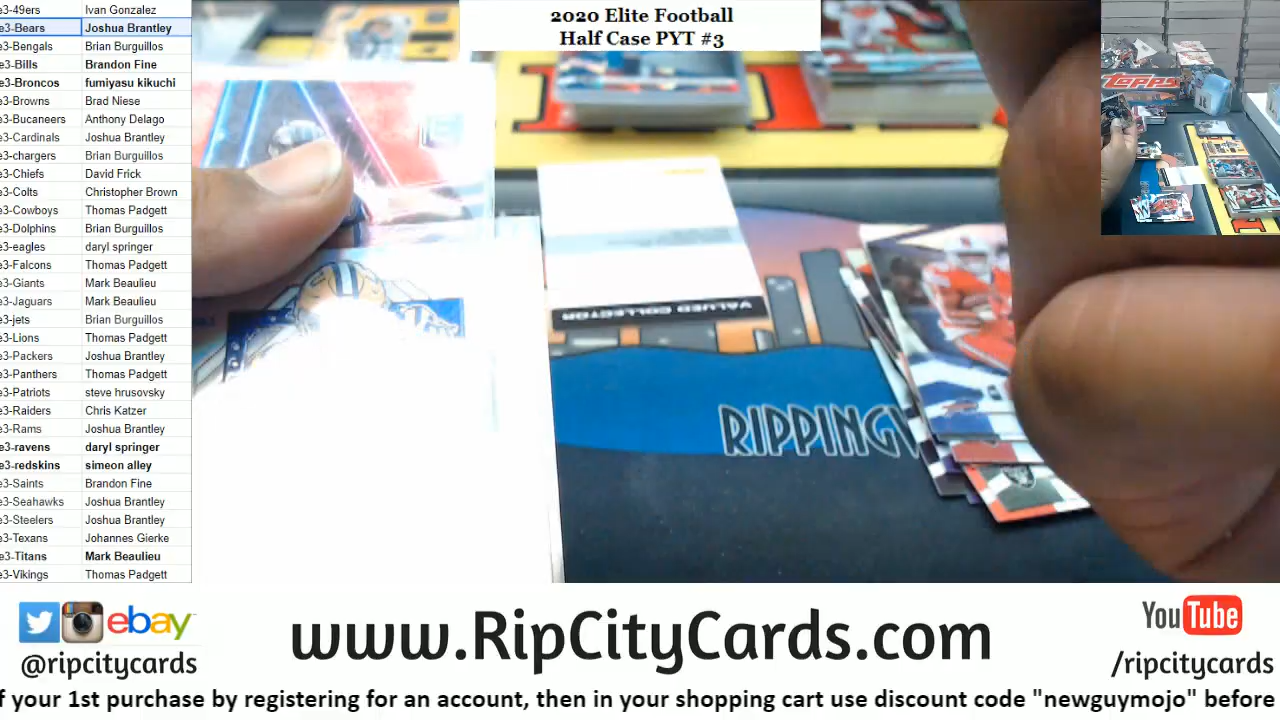 e3-49ers Ivan Gonzalez
e3-Bears Joshua Brantley
e3-Bengals Brian Burguillos
e3-Bills Brandon Fine
e3-Broncos fumiyasu kikuchi
e3-Browns Brad Niese
e3-Bucaneers Anthony Delago
e3-Cardinals Joshua Brantley
e3-chargers Brian Burguillos
e3-Chiefs David Frick
e3-Colts Christopher Brown
e3-Cowboys Thomas Padgett
e3-Dolphins Brian Burguillos
e3-eagles daryl springer
e3-Falcons Thomas Padgett
e3-Giants Mark Beaulieu
e3-Jaguars Mark Beaulieu
e3-jets Brian Burguillos
e3-Lions Thomas Padgett
e3-Packers Joshua Brantley
e3-Panthers Thomas Padgett
e3-Patriots steve hrusovsky
e3-Raiders Chris Katzer
e3-Rams Joshua Brantley
e3-ravens daryl springer
e3-redskins simeon alley
e3-Saints Brandon Fine
e3-Seahawks Joshua Brantley
e3-Steelers Joshua Brantley
e3-Texans Johannes Gierke
e3-Titans Mark Beaulieu
e3-Vikings Thomas Padgett
2020 Elite Football
Half Case PYT #3
Topps
VALUED COLLECTOR
RIPPING
ebay
@ripcitycards
www.RipCityCards.com
YouTube
/ripcitycards
f your 1st purchase by registering for an account, then in your shopping cart use discount code "newguymojo" before